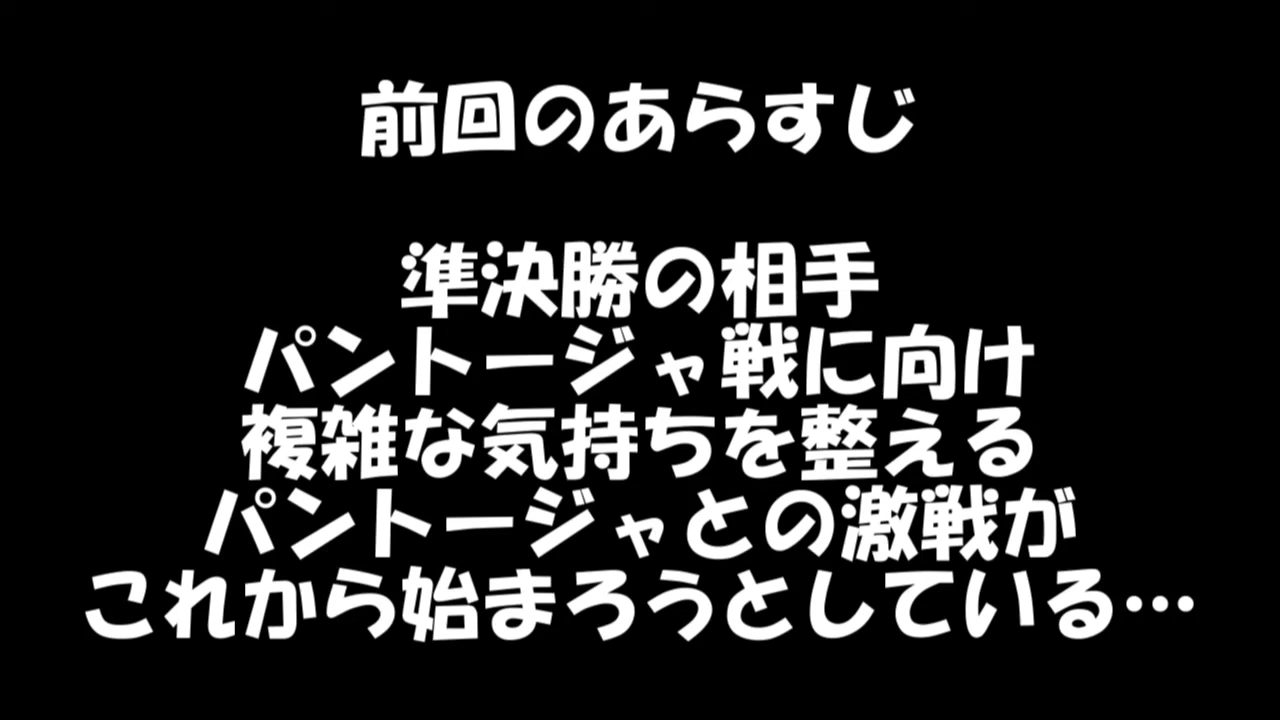 前回のあらすじ
準決勝の相手
パントージャ戦に向け
複雑な気持ちを整える
パントージャとの激戦が
これから始まろうとしている…